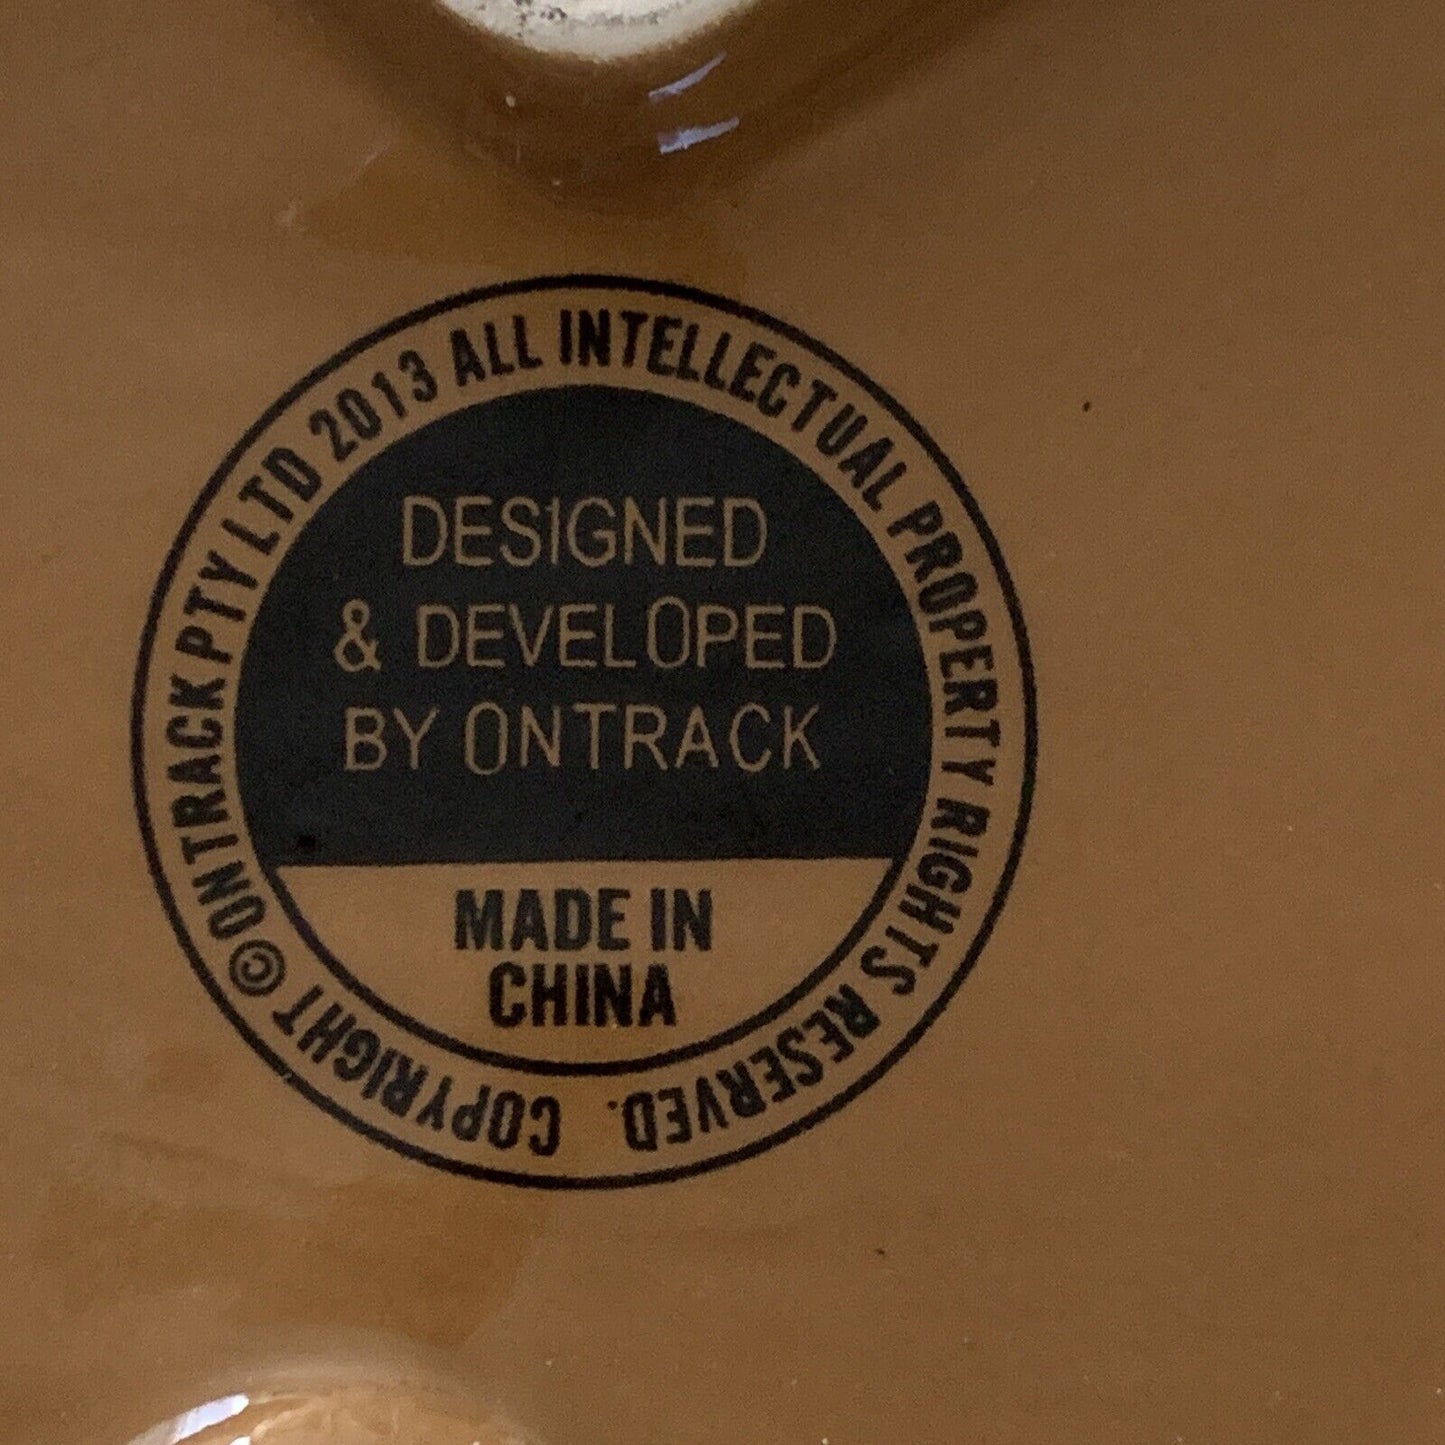 COPYRIGHT © ONTRACK PTY LTD 2013 ALL INTELLECTUAL PROPERTY RIGHTS RESERVED.
DESIGNED
& DEVELOPED
BY ONTRACK
MADE IN
CHINA